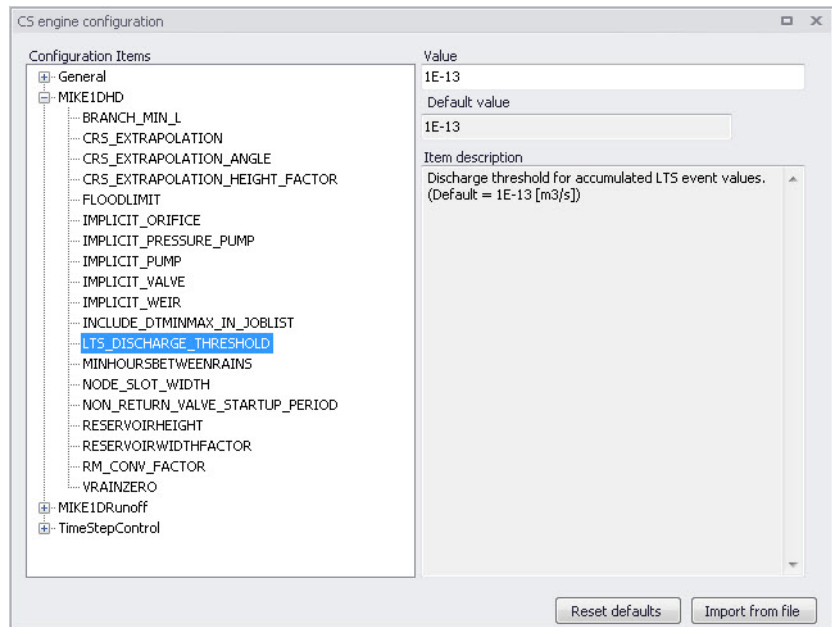 CS engine configuration
Configuration Items
General
MIKE1DHD
BRANCH_MIN_L
CRS_EXTRAPOLATION
CRS_EXTRAPOLATION_ANGLE
CRS_EXTRAPOLATION_HEIGHT_FACTOR
FLOODLIMIT
IMPLICIT_ORIFICE
IMPLICIT_PRESSURE_PUMP
IMPLICIT_PUMP
IMPLICIT_VALVE
IMPLICIT_WEIR
INCLUDE_DTMINMAX_IN_JOBLIST
LTS_DISCHARGE_THRESHOLD
MINHOURSBETWEENRAINS
NODE_SLOT_WIDTH
NON_RETURN_VALVE_STARTUP_PERIOD
RESERVOIRHEIGHT
RESERVOIRWIDTHFACTOR
RM_CONV_FACTOR
VRAINZERO
MIKE1DRunoff
TimeStepControl
Value
1E-13
Default value
1E-13
Item description
Discharge threshold for accumulated LTS event values.
(Default = 1E-13 [m3/s])
Reset defaults
Import from file